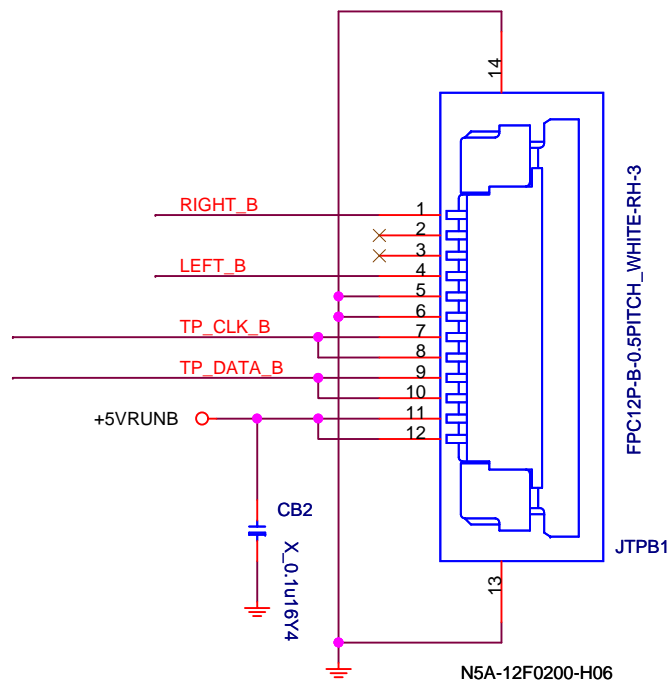 14
RIGHT_B
1
2
3
LEFT_B
4
5
6
TP_CLK_B
7
8
TP_DATA_B
9
10
+5VRUNB
11
12
FPC12P-B-0.5PITCH_WHITE-RH-3
CB2
X_0.1u16Y4
JTPB1
13
N5A-12F0200-H06